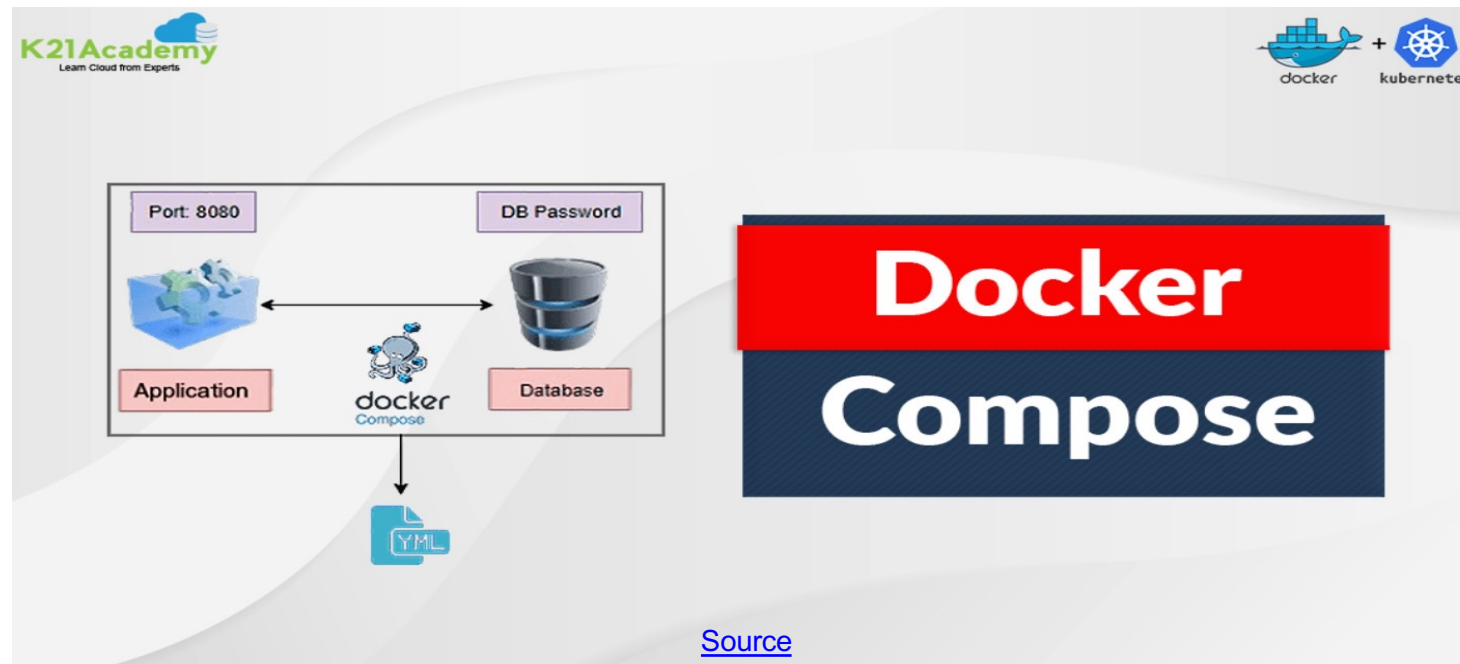 K21Academy
Learn Cloud from Experts
docker
+
kubernete
Port: 8080
DB Password
Application
docker
Compose
Database
YML
Docker
Compose
Source